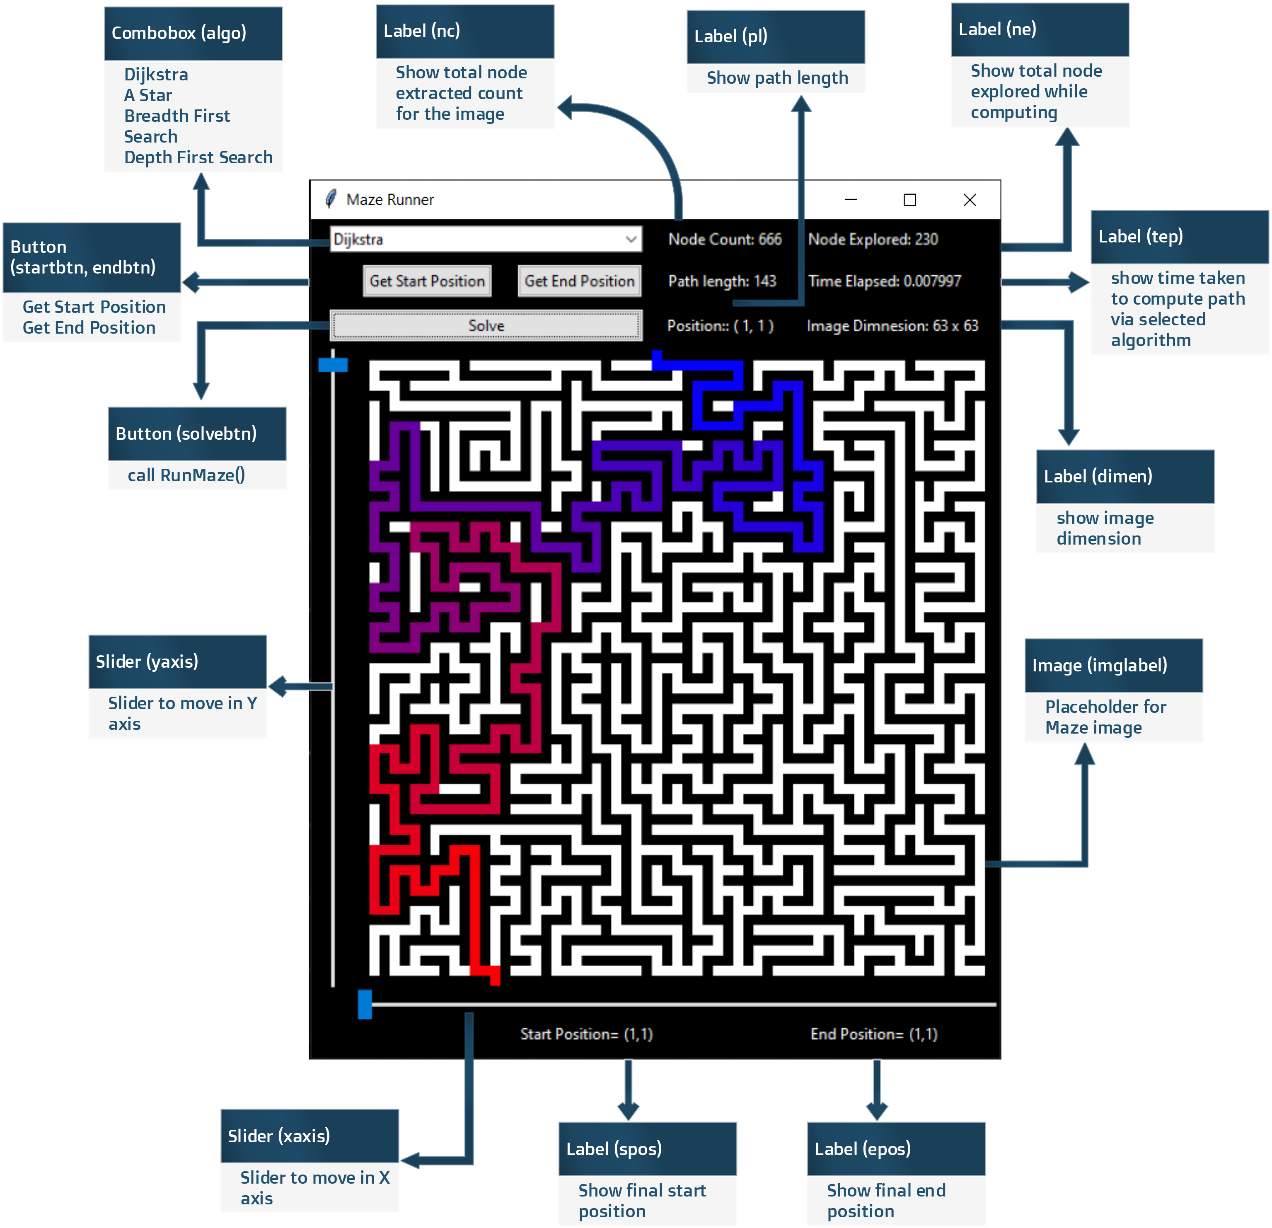 Combobox (algo)
Dijkstra
A Star
Breadth First
Search
Depth First Search
Label (nc)
Show total node
extracted count
for the image
Label (pl)
Show path length
Label (ne)
Show total node
explored while
computing
Button
(startbtn, endbtn)
Get Start Position
Get End Position
Label (tep)
show time taken
to compute path
via selected
algorithm
Maze Runner
Dijkstra
Node Count: 666
Node Explored: 230
Get Start Position
Get End Position
Path length: 143
Time Elapsed: 0.007997
Solve
Position:: ( 1, 1 )
Image Dimnesion: 63 x 63
Button (solvebtn)
call RunMaze()
Label (dimen)
show image
dimension
Slider (yaxis)
Slider to move in Y
axis
Image (imglabel)
Placeholder for
Maze image
Start Position= (1,1)
End Position= (1,1)
Slider (xaxis)
Slider to move in X
axis
Label (spos)
Show final start
position
Label (epos)
Show final end
position